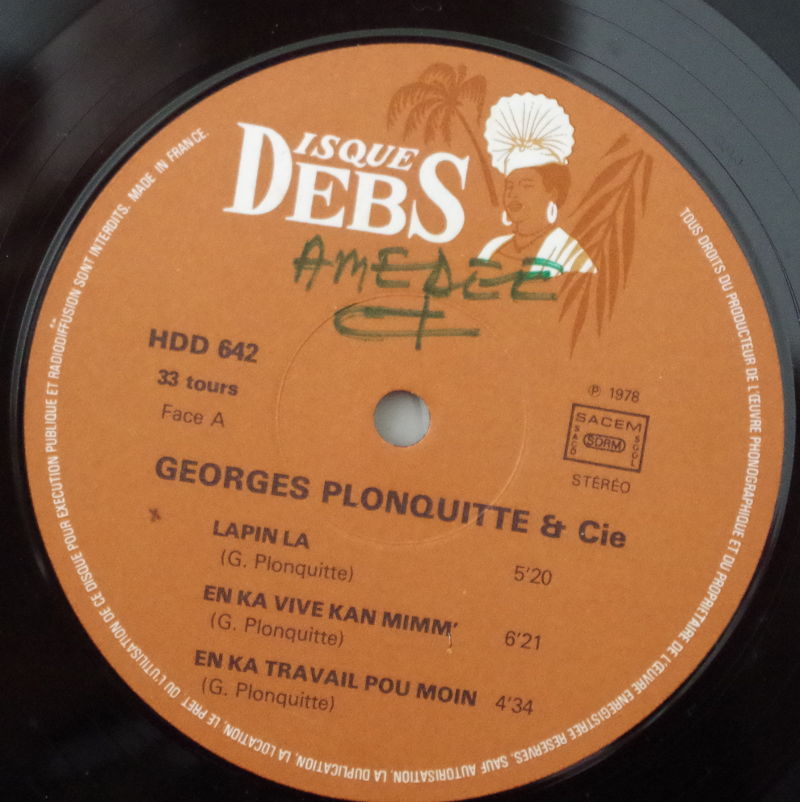 DISQUE
DEBS
AMEDEE
HDD 642
33 tours
Face A
℗ 1978
SACEM
SACD SDRM SGDL
STÉRÉO
GEORGES PLONQUITTE & Cie
LAPIN LA
(G. Plonquitte) 5'20
EN KA VIVE KAN MIMM'
(G. Plonquitte) 6'21
EN KA TRAVAIL POU MOIN 4'34
(G. Plonquitte)
TOUS DROITS DU PRODUCTEUR DE L'ŒUVRE PHONOGRAPHIQUE ET DU PROPRIETAIRE DE L'ŒUVRE ENREGISTREE RESERVES. SAUF AUTORISATION, LA DUPLICATION, LA LOCATION, LE PRET, OU L'UTILISATION DE CE DISQUE POUR EXECUTION PUBLIQUE ET RADIODIFFUSION SONT INTERDITS. MADE IN FRANCE.